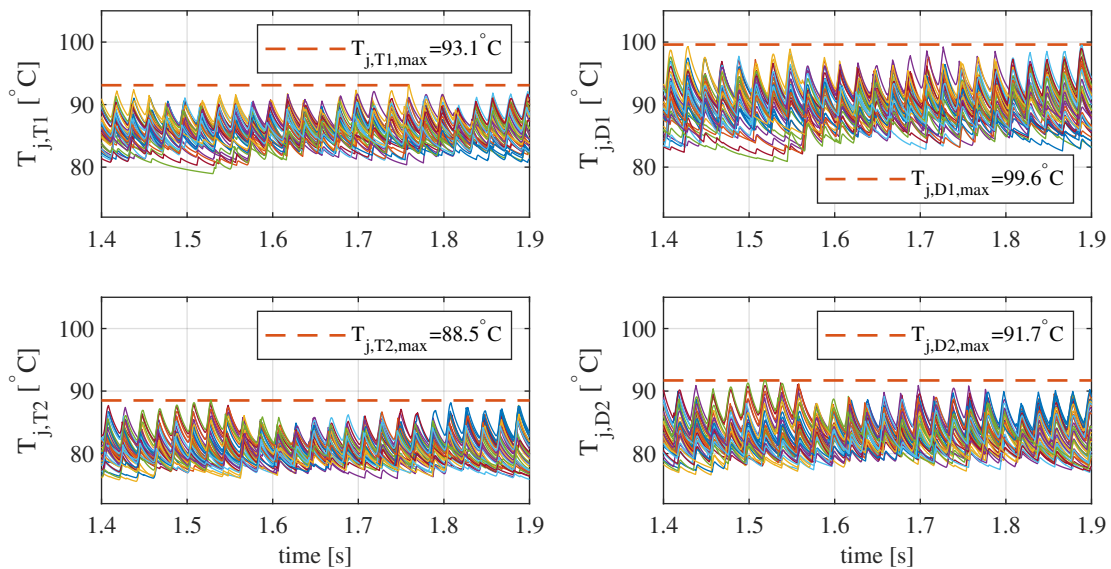 T_j,T1 [°C]
100
90
80
T_j,T1,max=93.1°C
1.4 1.5 1.6 1.7 1.8 1.9
T_j,D1 [°C]
100
90
80
T_j,D1,max=99.6°C
1.4 1.5 1.6 1.7 1.8 1.9
T_j,T2 [°C]
100
90
80
T_j,T2,max=88.5°C
1.4 1.5 1.6 1.7 1.8 1.9
time [s]
T_j,D2 [°C]
100
90
80
T_j,D2,max=91.7°C
1.4 1.5 1.6 1.7 1.8 1.9
time [s]